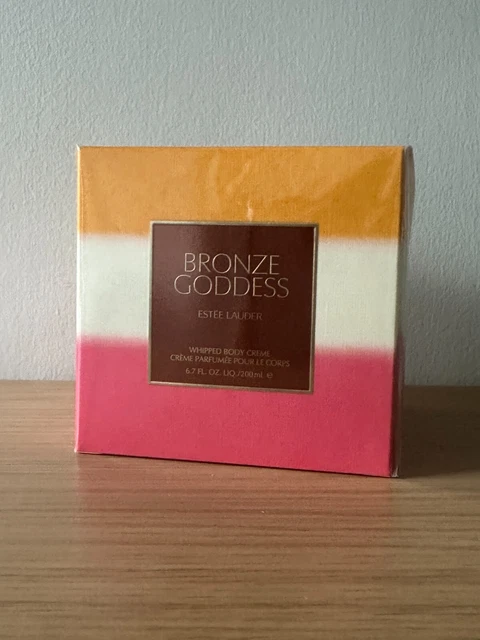 BRONZE
GODDESS
ESTĒE LAUDER
WHIPPED BODY CREME
CRÈME PARFUMÉE POUR LE CORPS
6.7 FL. OZ. LIQ./200mL ℮